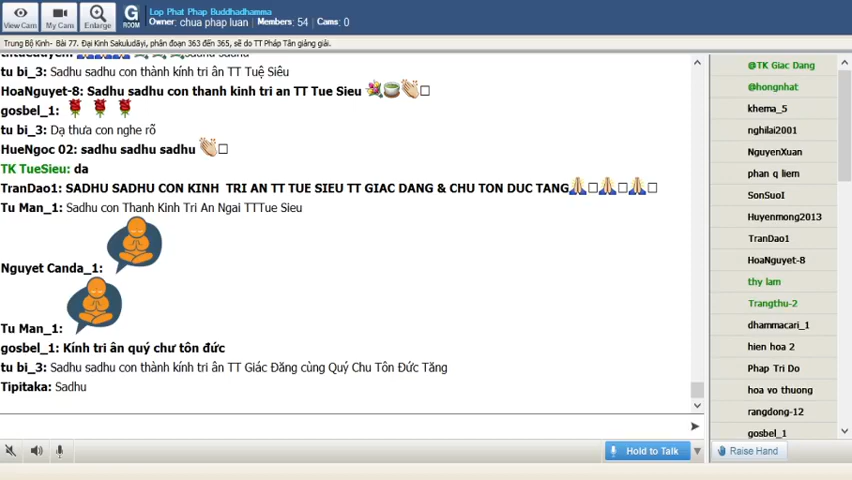 View Cam
My Cam
Enlarge
G
ROOM
Lop Phat Phap Buddhadhamma
Owner: chua phap luan / Members: 54 / Cams: 0
Trung Bộ Kinh- Bài 77. Đại Kinh Sakuludāyi, phân đoạn 363 đến 365, sẽ do TT Pháp Tân giảng giải.
tu bi_3: Sadhu sadhu con thành kính tri ân TT Tuệ Siêu
HoaNguyet-8: Sadhu sadhu con thanh kinh tri an TT Tue Sieu
gosbel_1:
tu bi_3: Dạ thưa con nghe rõ
HueNgoc 02: sadhu sadhu sadhu
TK TueSieu: da
TranDao1: SADHU SADHU CON KINH TRI AN TT TUE SIEU TT GIAC DANG & CHU TON DUC TANG
Tu Man_1: Sadhu con Thanh Kinh Tri An Ngai TTTue Sieu
Nguyet Canda_1:
Tu Man_1:
gosbel_1: Kính tri ân quý chư tôn đức
tu bi_3: Sadhu sadhu con thành kính tri ân TT Giác Đăng cùng Quý Chu Tôn Đức Tăng
Tipitaka: Sadhu
Hold to Talk
@TK Giac Dang
@hongnhat
khema_5
nghilai2001
NguyenXuan
phan q liem
SonSuoI
Huyenmong2013
TranDao1
HoaNguyet-8
thy lam
Trangthu-2
dhammacari_1
hien hoa 2
Phap Tri Do
hoa vo thuong
rangdong-12
gosbel_1
Raise Hand